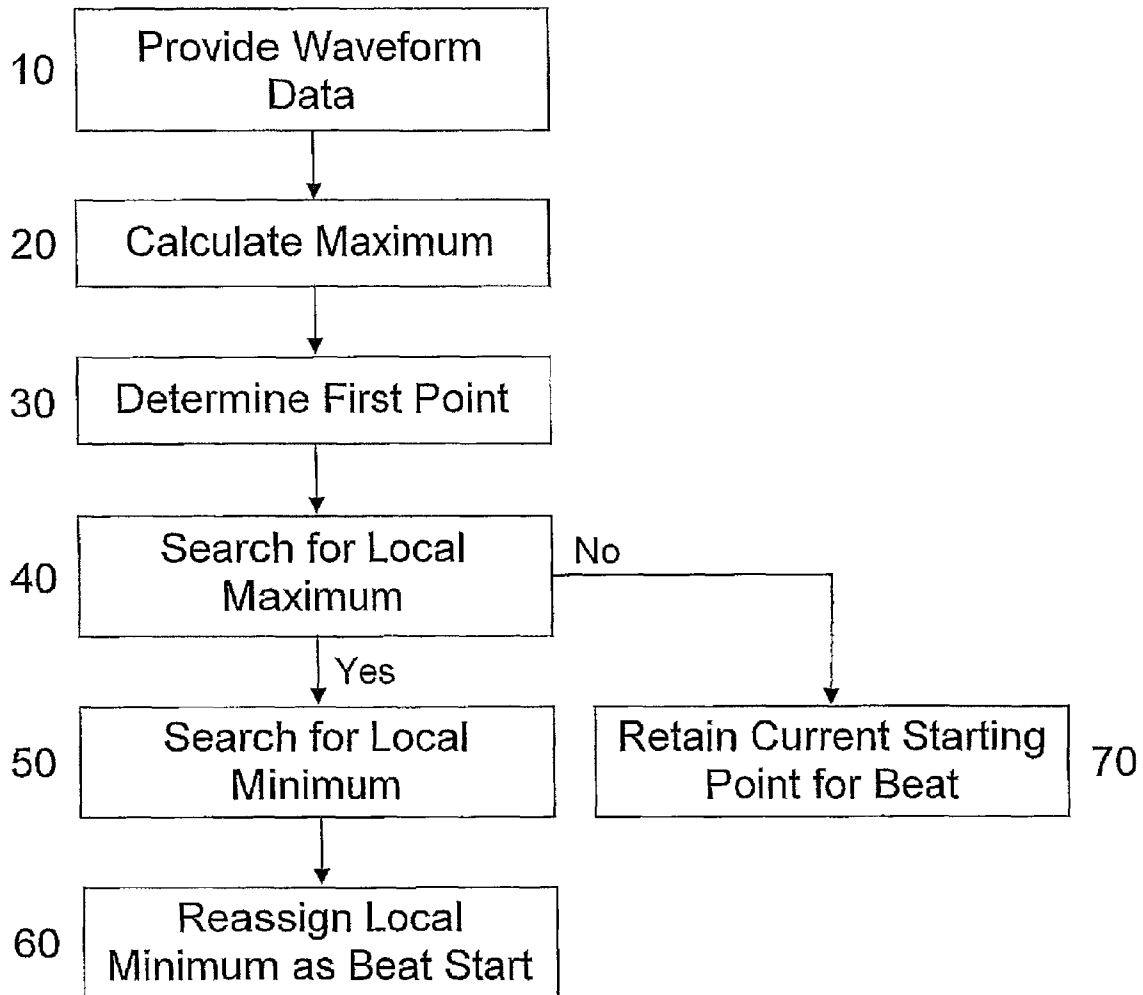 10
Provide Waveform
Data
20
Calculate Maximum
30
Determine First Point
40
Search for Local
Maximum
No
Yes
50
Search for Local
Minimum
Retain Current Starting
Point for Beat
70
60
Reassign Local
Minimum as Beat Start